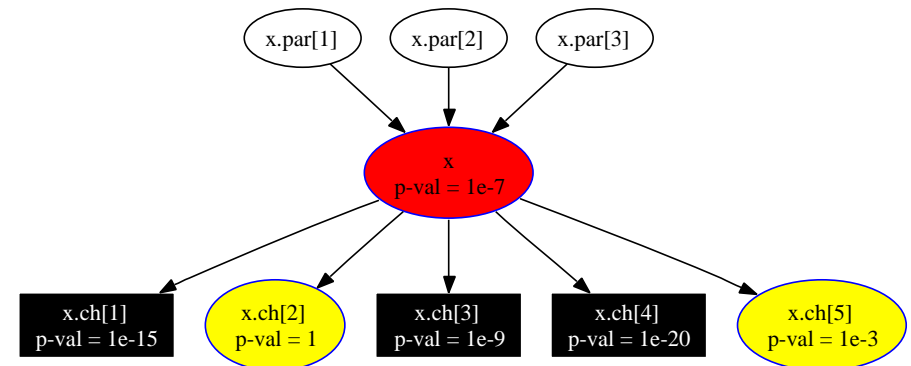 x.par[1] x.par[2] x.par[3]
x
p-val = 1e-7
x.ch[1] x.ch[2] x.ch[3] x.ch[4] x.ch[5]
p-val = 1e-15 p-val = 1 p-val = 1e-9 p-val = 1e-20 p-val = 1e-3